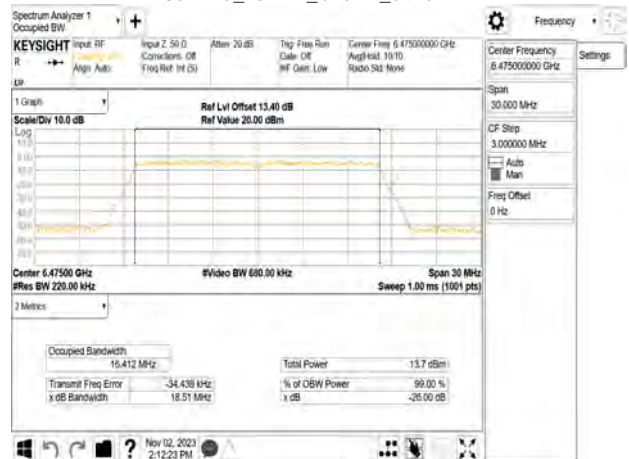 Spectrum Analyzer 1
Occupied BW
Frequency
KEYSIGHT
Input: RF
Input Z: 50 Ω
Atten: 20 dB
Trig: Free Run
Center Freq: 6.475000000 GHz
R
Corrections: Off
Gate: Off
Avg|Hold: 10/10
Align: Auto
Freq Ref: Int (S)
#IF Gain: Low
Radio Std: None
Center Frequency
6.475000000 GHz
Settings
Span
30.000 MHz
CF Step
3.000000 MHz
Auto
Man
Freq Offset
0 Hz
1 Graph
Scale/Div 10.0 dB
Ref Lvl Offset 13.40 dB
Ref Value 20.00 dBm
Log
10.0
0.00
Center 6.47500 GHz
#Video BW 680.00 kHz
Span 30 MHz
#Res BW 220.00 kHz
Sweep 1.00 ms (1001 pts)
2 Metrics
Occupied Bandwidth
16.412 MHz
Total Power
13.7 dBm
Transmit Freq Error
-34.439 kHz
% of OBW Power
99.00 %
x dB Bandwidth
18.51 MHz
x dB
-26.00 dB
Nov 02, 2023
2:12:23 PM